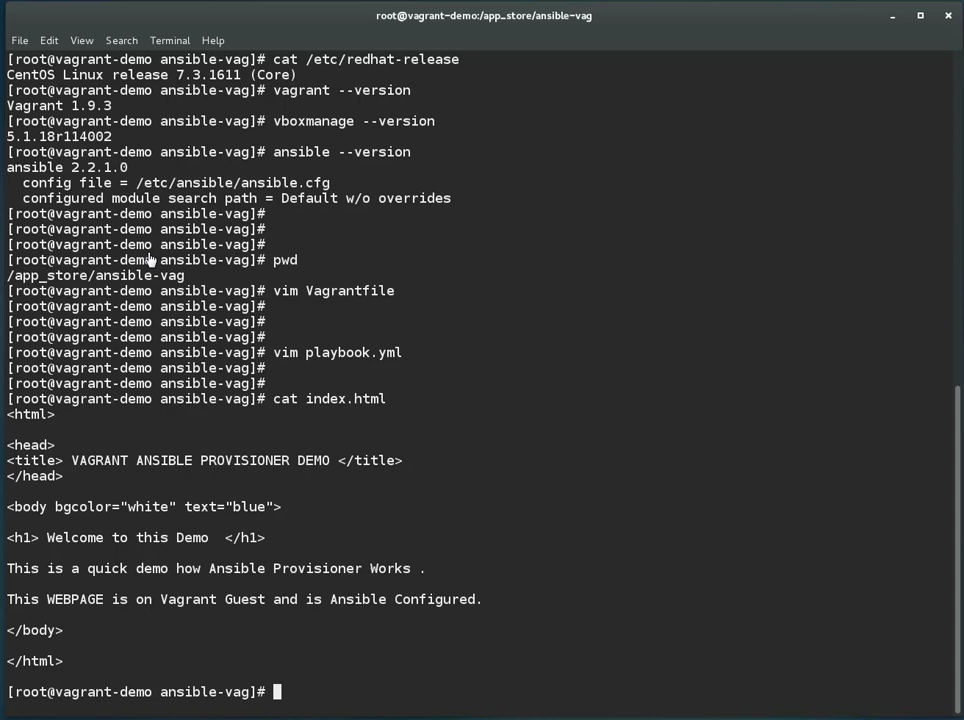 root@vagrant-demo:/app_store/ansible-vag
File Edit View Search Terminal Help
[root@vagrant-demo ansible-vag]# cat /etc/redhat-release
CentOS Linux release 7.3.1611 (Core)
[root@vagrant-demo ansible-vag]# vagrant --version
Vagrant 1.9.3
[root@vagrant-demo ansible-vag]# vboxmanage --version
5.1.18r114002
[root@vagrant-demo ansible-vag]# ansible --version
ansible 2.2.1.0
  config file = /etc/ansible/ansible.cfg
  configured module search path = Default w/o overrides
[root@vagrant-demo ansible-vag]#
[root@vagrant-demo ansible-vag]#
[root@vagrant-demo ansible-vag]#
[root@vagrant-demo ansible-vag]# pwd
/app_store/ansible-vag
[root@vagrant-demo ansible-vag]# vim Vagrantfile
[root@vagrant-demo ansible-vag]#
[root@vagrant-demo ansible-vag]#
[root@vagrant-demo ansible-vag]#
[root@vagrant-demo ansible-vag]# vim playbook.yml
[root@vagrant-demo ansible-vag]#
[root@vagrant-demo ansible-vag]#
[root@vagrant-demo ansible-vag]# cat index.html
<html>
<head>
<title> VAGRANT ANSIBLE PROVISIONER DEMO </title>
</head>
<body bgcolor="white" text="blue">
<h1> Welcome to this Demo  </h1>
This is a quick demo how Ansible Provisioner Works .
This WEBPAGE is on Vagrant Guest and is Ansible Configured.
</body>
</html>
[root@vagrant-demo ansible-vag]#